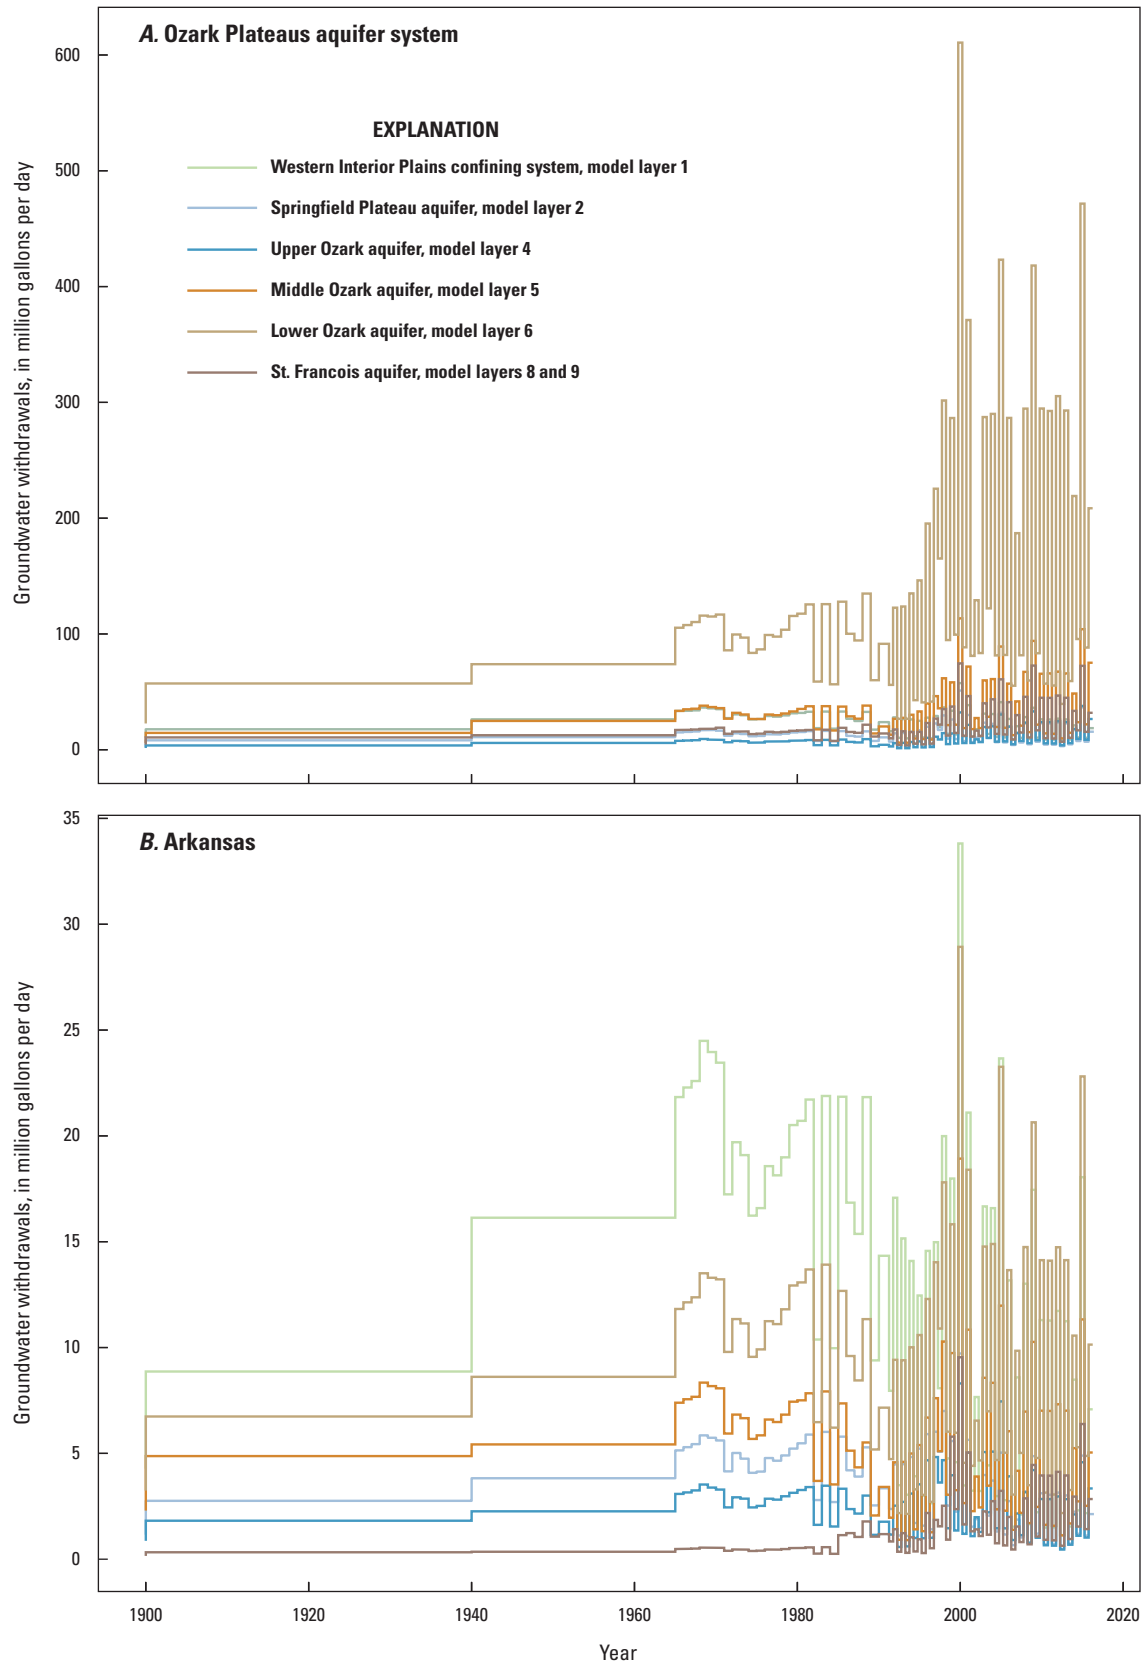 A. Ozark Plateaus aquifer system
600
500
400
300
200
100
0
Groundwater withdrawals, in million gallons per day
EXPLANATION
Western Interior Plains confining system, model layer 1
Springfield Plateau aquifer, model layer 2
Upper Ozark aquifer, model layer 4
Middle Ozark aquifer, model layer 5
Lower Ozark aquifer, model layer 6
St. Francois aquifer, model layers 8 and 9
B. Arkansas
35
30
25
20
15
10
5
0
Groundwater withdrawals, in million gallons per day
1900 1920 1940 1960 1980 2000 2020
Year